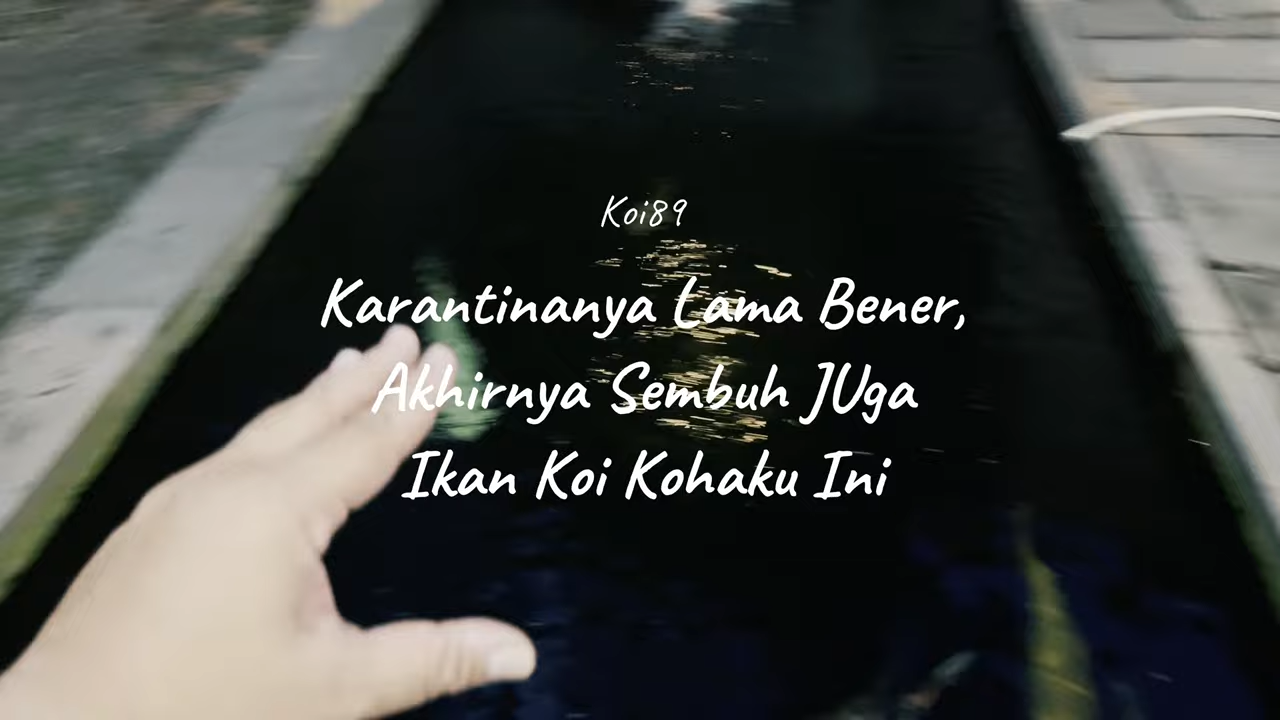 Koi89
Karantinanya Lama Bener,
Akhirnya Sembuh JUga
Ikan Koi Kohaku Ini